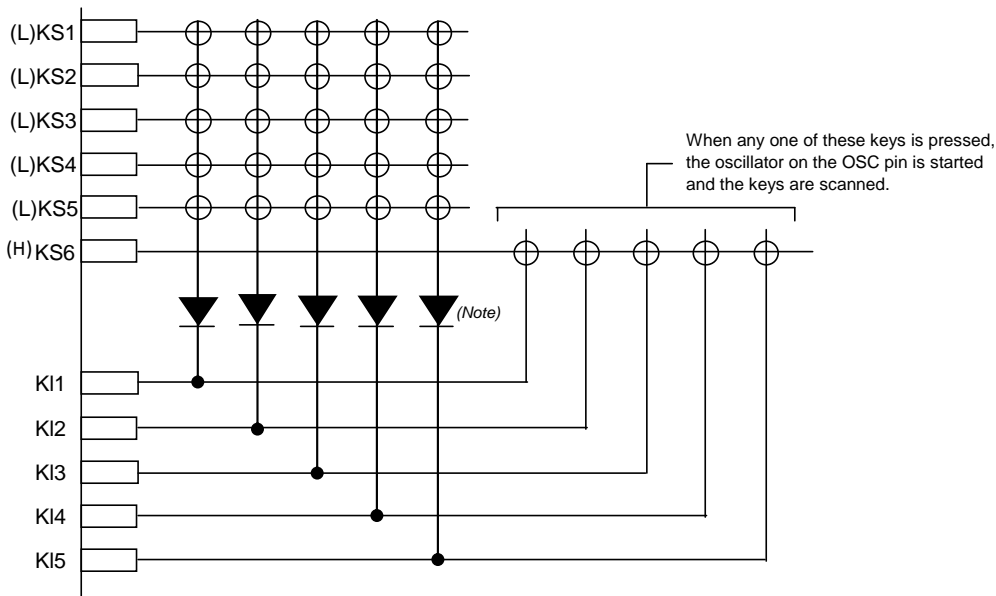 (L)KS1
(L)KS2
(L)KS3
(L)KS4
(L)KS5
(H)KS6
When any one of these keys is pressed,
the oscillator on the OSC pin is started
and the keys are scanned.
(Note)
KI1
KI2
KI3
KI4
KI5